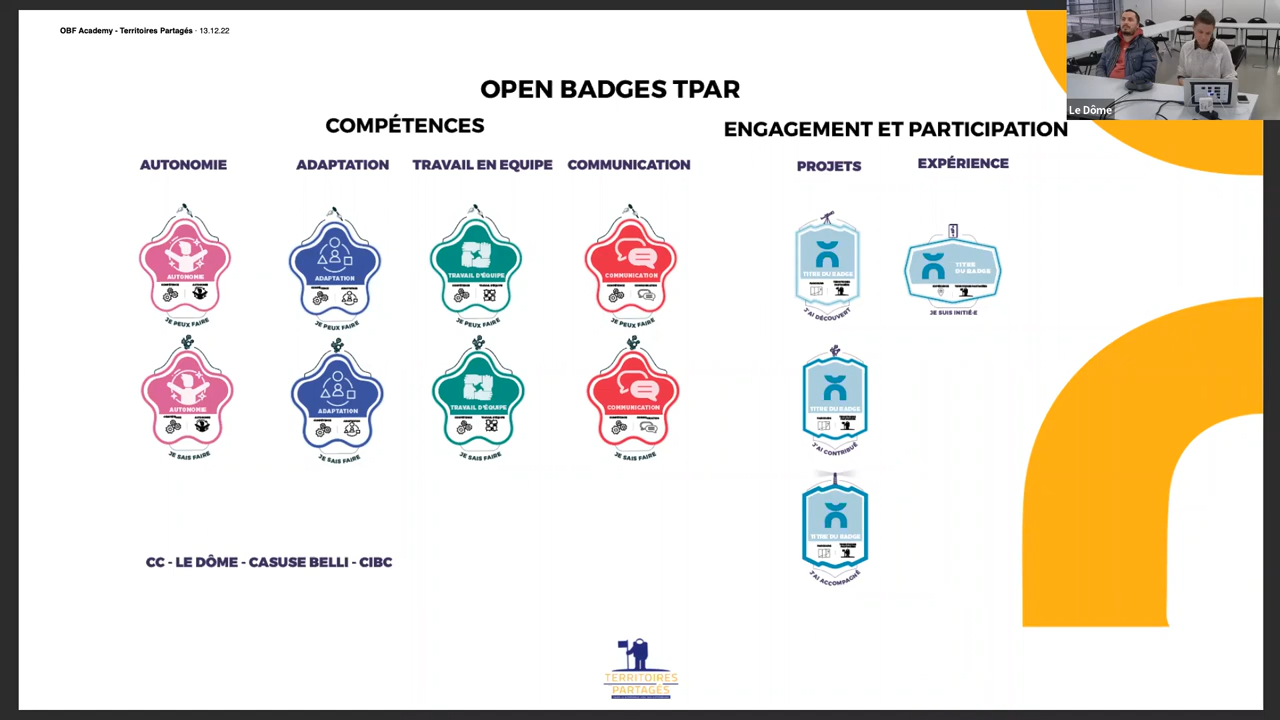 OBF Academy - Territoires Partagés · 13.12.22
Le Dôme
OPEN BADGES TPAR
COMPÉTENCES
ENGAGEMENT ET PARTICIPATION
AUTONOMIE
ADAPTATION
TRAVAIL EN EQUIPE
COMMUNICATION
PROJETS
EXPÉRIENCE
AUTONOMIE
JE PEUX FAIRE
ADAPTATION
JE PEUX FAIRE
TRAVAIL D'ÉQUIPE
JE PEUX FAIRE
COMMUNICATION
JE PEUX FAIRE
TITRE DU BADGE
J'AI DÉCOUVERT
TITRE
DU BADGE
JE SUIS INITIÉ·E
AUTONOMIE
JE SAIS FAIRE
ADAPTATION
JE SAIS FAIRE
TRAVAIL D'ÉQUIPE
JE SAIS FAIRE
COMMUNICATION
JE SAIS FAIRE
TITRE DU BADGE
J'AI CONTRIBUÉ
TITRE DU BADGE
J'AI ACCOMPAGNÉ
CC - LE DÔME - CASUSE BELLI - CIBC
TERRITOIRES
PARTAGÉS